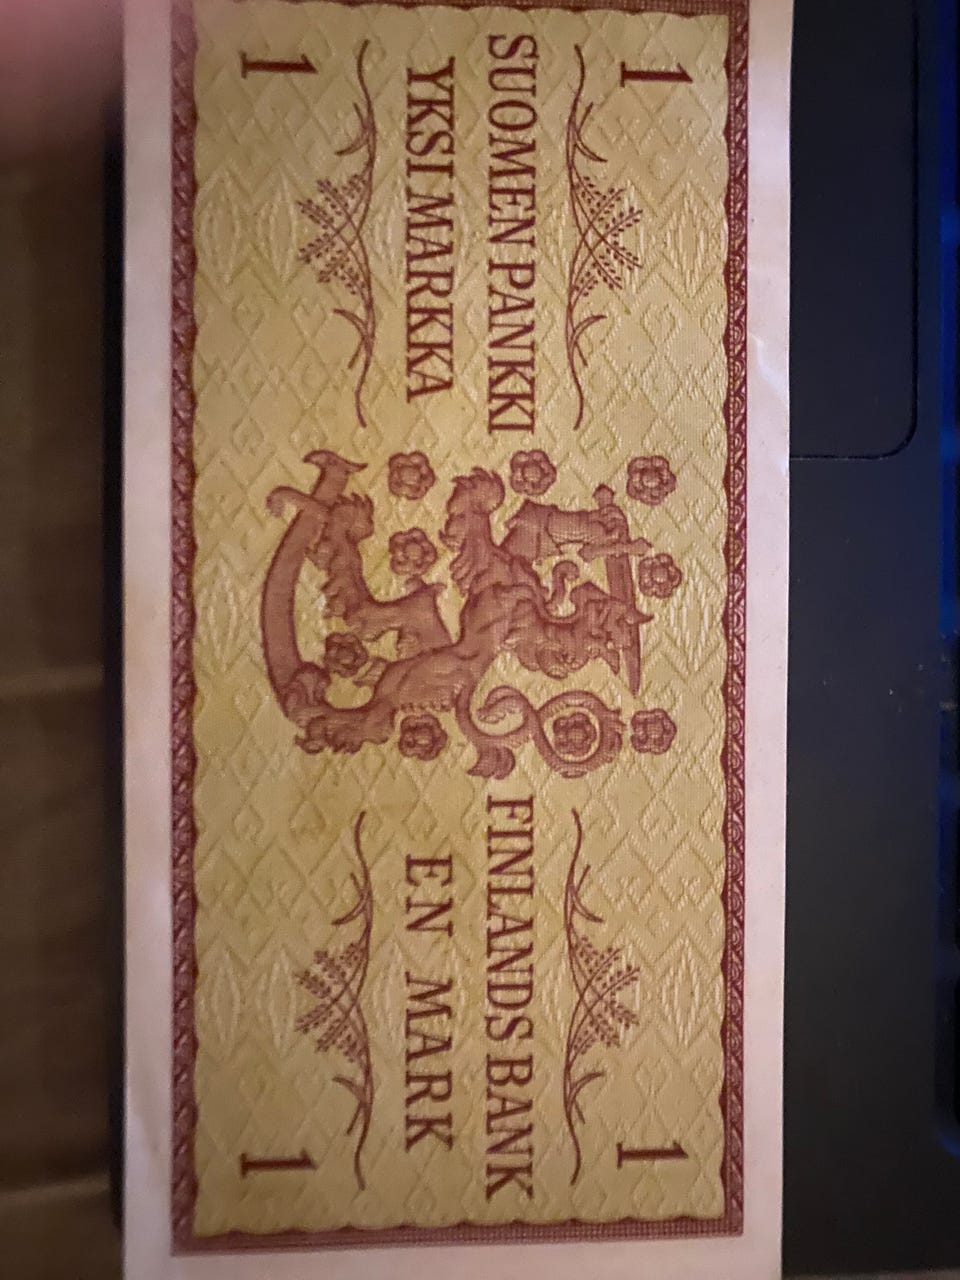 1 1
SUOMEN PANKKI FINLANDS BANK
YKSI MARKKA EN MARK
1 1